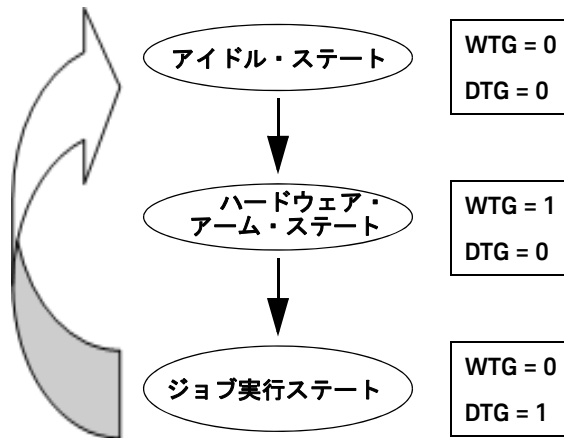 アイドル・ステート
WTG = 0
DTG = 0
ハードウェア・
アーム・ステート
WTG = 1
DTG = 0
ジョブ実行ステート
WTG = 0
DTG = 1